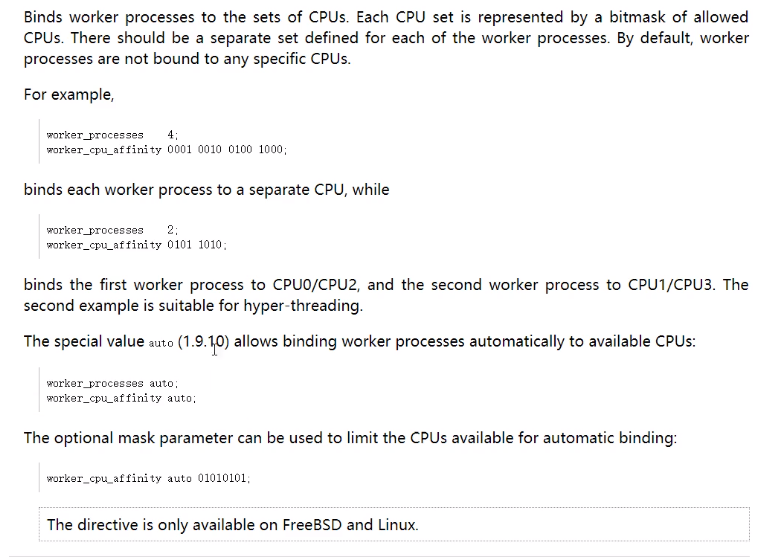 Binds worker processes to the sets of CPUs. Each CPU set is represented by a bitmask of allowed
CPUs. There should be a separate set defined for each of the worker processes. By default, worker
processes are not bound to any specific CPUs.
For example,
worker_processes    4;
worker_cpu_affinity 0001 0010 0100 1000;
binds each worker process to a separate CPU, while
worker_processes    2;
worker_cpu_affinity 0101 1010;
binds the first worker process to CPU0/CPU2, and the second worker process to CPU1/CPU3. The
second example is suitable for hyper-threading.
The special value auto (1.9.10) allows binding worker processes automatically to available CPUs:
worker_processes auto;
worker_cpu_affinity auto;
The optional mask parameter can be used to limit the CPUs available for automatic binding:
worker_cpu_affinity auto 01010101;
The directive is only available on FreeBSD and Linux.